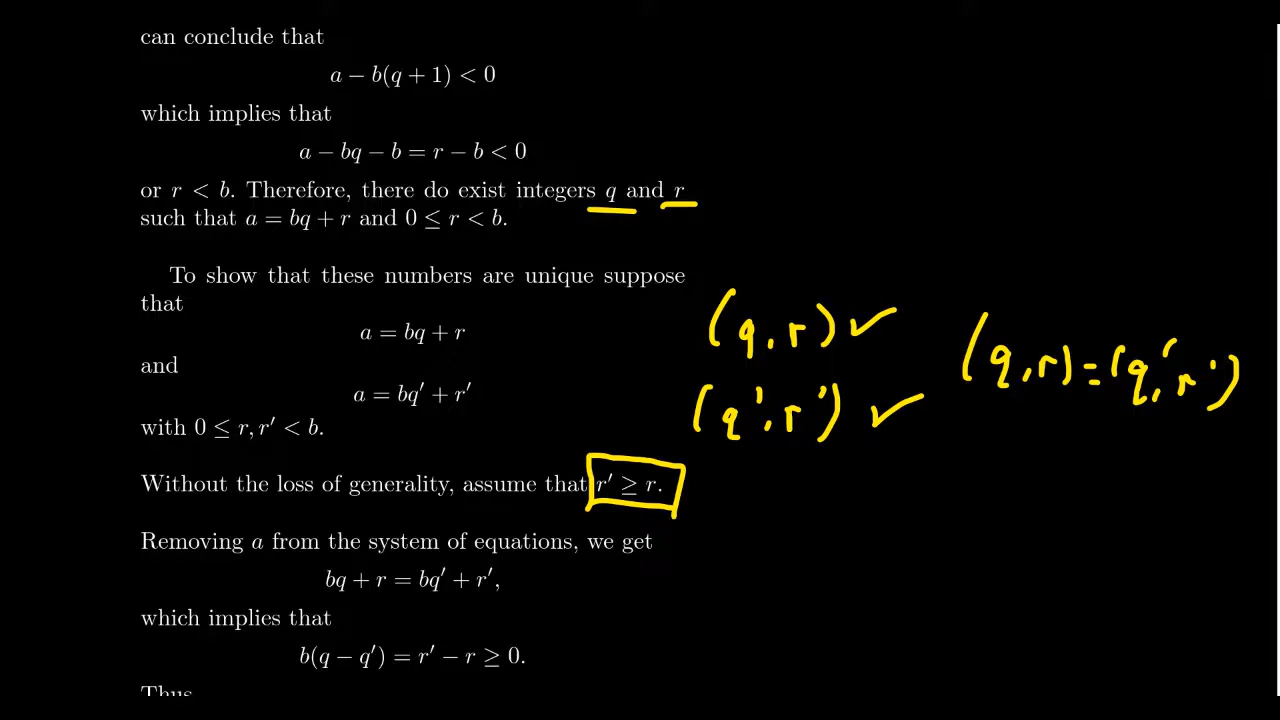 can conclude that
a − b(q + 1) < 0
which implies that
a − bq − b = r − b < 0
or r < b. Therefore, there do exist integers q and r
such that a = bq + r and 0 ≤ r < b.
To show that these numbers are unique suppose
that
a = bq + r
and
a = bq′ + r′
with 0 ≤ r, r′ < b.
(q, r) ✓
(q′, r′) ✓
(q, r) = (q′, r′)
Without the loss of generality, assume that r′ ≥ r.
Removing a from the system of equations, we get
bq + r = bq′ + r′,
which implies that
b(q − q′) = r′ − r ≥ 0.
Thus